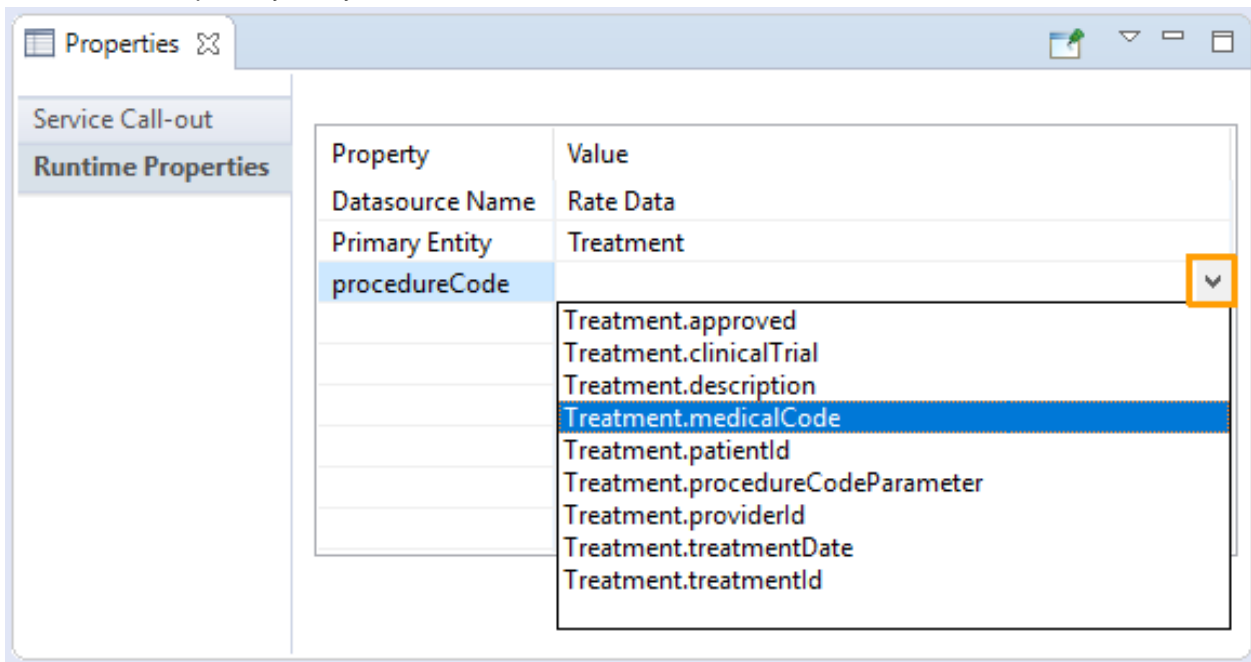 Properties
Service Call-out
Runtime Properties
Property Value
Datasource Name Rate Data
Primary Entity Treatment
procedureCode
Treatment.approved
Treatment.clinicalTrial
Treatment.description
Treatment.medicalCode
Treatment.patientId
Treatment.procedureCodeParameter
Treatment.providerId
Treatment.treatmentDate
Treatment.treatmentId